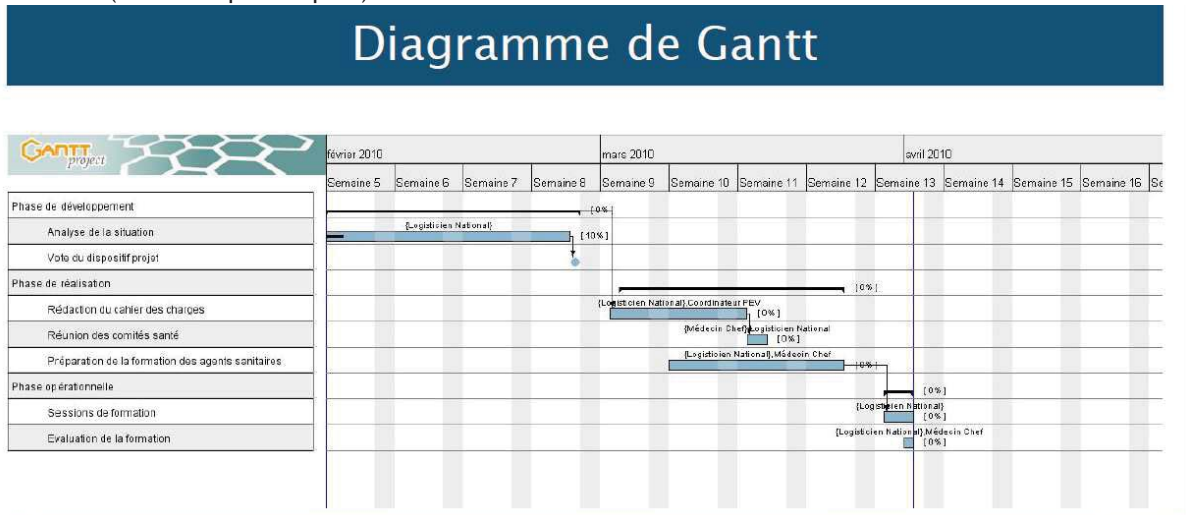 Diagramme de Gantt
GANTT
project
février 2010 mars 2010 avril 2010
Semaine 5 Semaine 6 Semaine 7 Semaine 8 Semaine 9 Semaine 10 Semaine 11 Semaine 12 Semaine 13 Semaine 14 Semaine 15 Semaine 16 Se
Phase de développement [0%]
{Logisticien National}
Analyse de la situation [10%]
Vote du dispositif projet
Phase de réalisation [0%]
{Logisticien National},Coordinateur PEV
Rédaction du cahier des charges [0%]
{Médecin Chef},Logisticien National
Réunion des comités santé [0%]
{Logisticien National},Médecin Chef
Préparation de la formation des agents sanitaires [0%]
Phase opérationnelle [0%]
{Logisticien National}
Sessions de formation [0%]
{Logisticien National},Médecin Chef
Evaluation de la formation [0%]